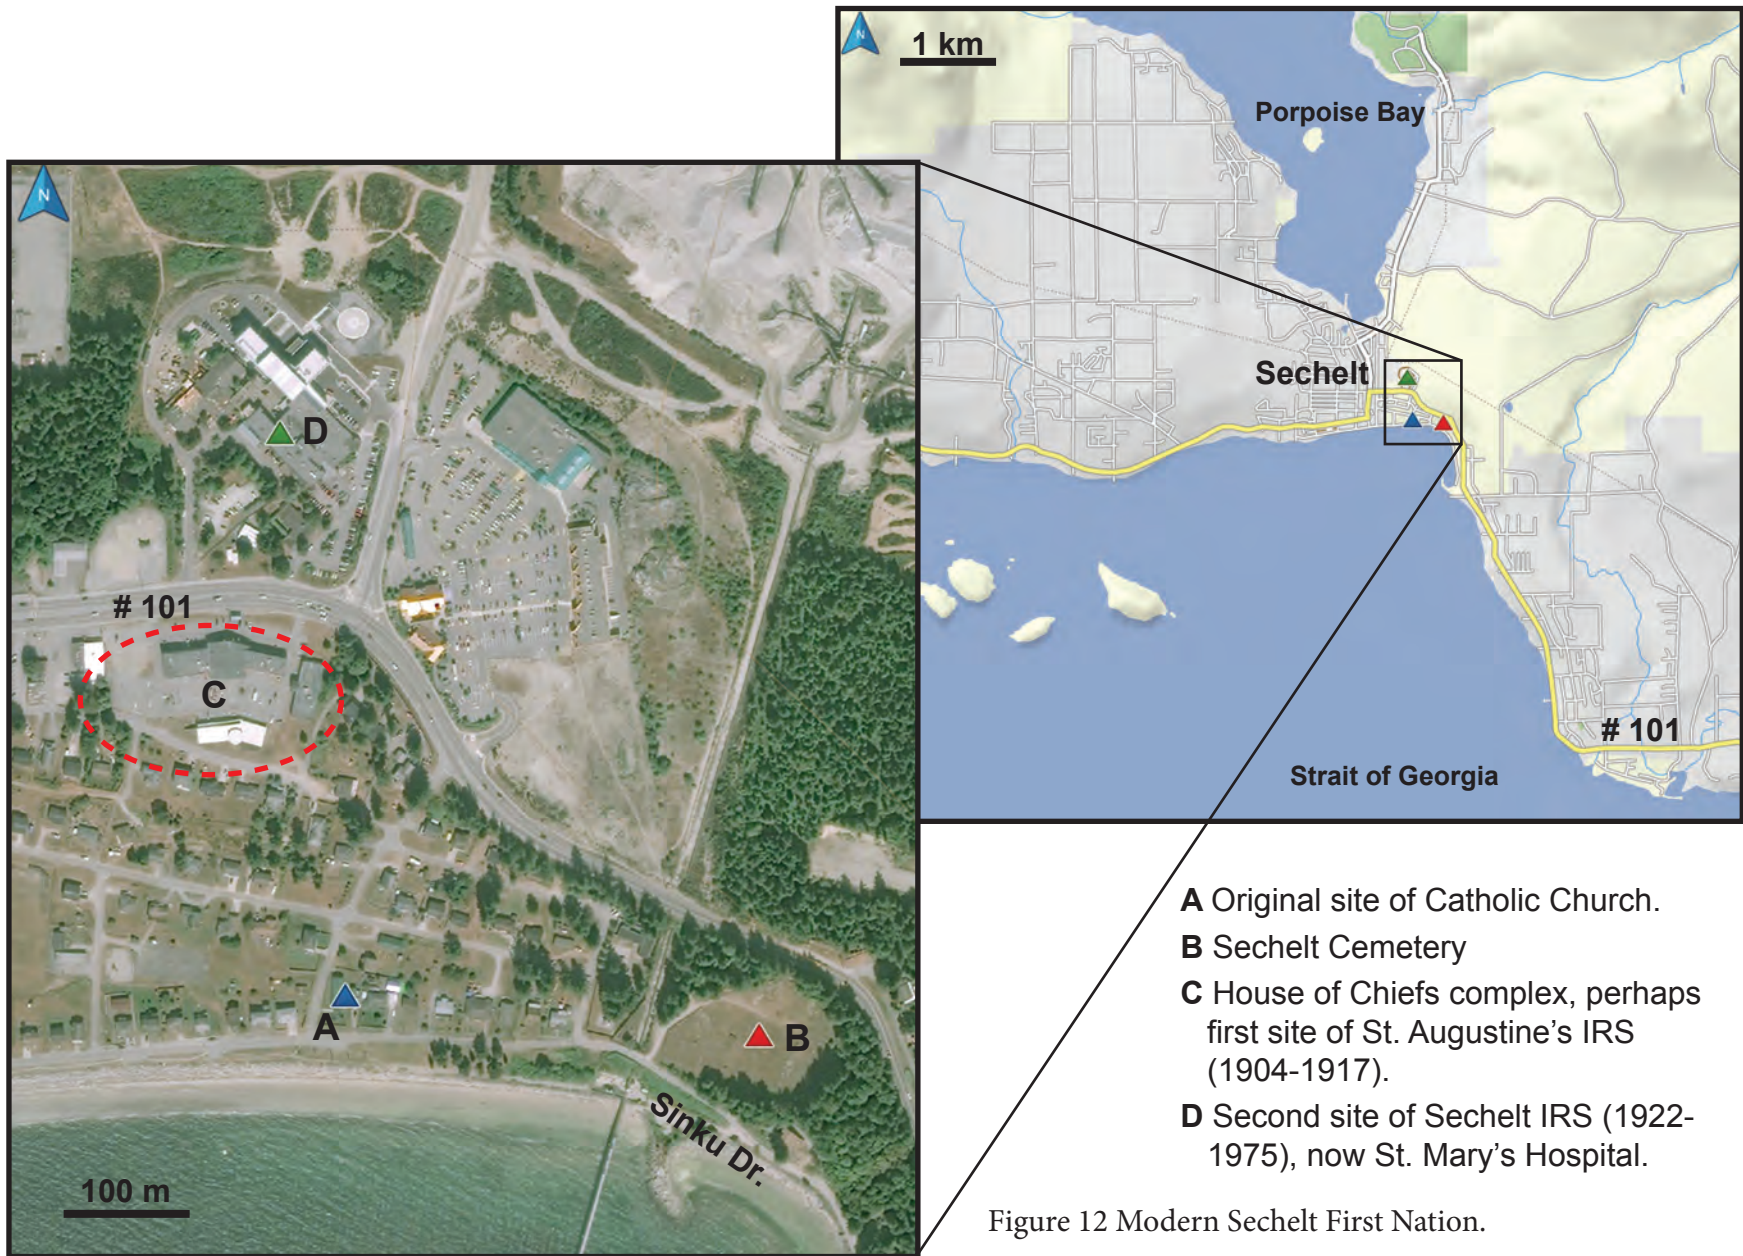 N
1 km
Porpoise Bay
Sechelt
# 101
Strait of Georgia
N
D
# 101
C
A
B
Sinku Dr.
100 m
A Original site of Catholic Church.
B Sechelt Cemetery
C House of Chiefs complex, perhaps
first site of St. Augustine's IRS
(1904-1917).
D Second site of Sechelt IRS (1922-
1975), now St. Mary's Hospital.
Figure 12 Modern Sechelt First Nation.